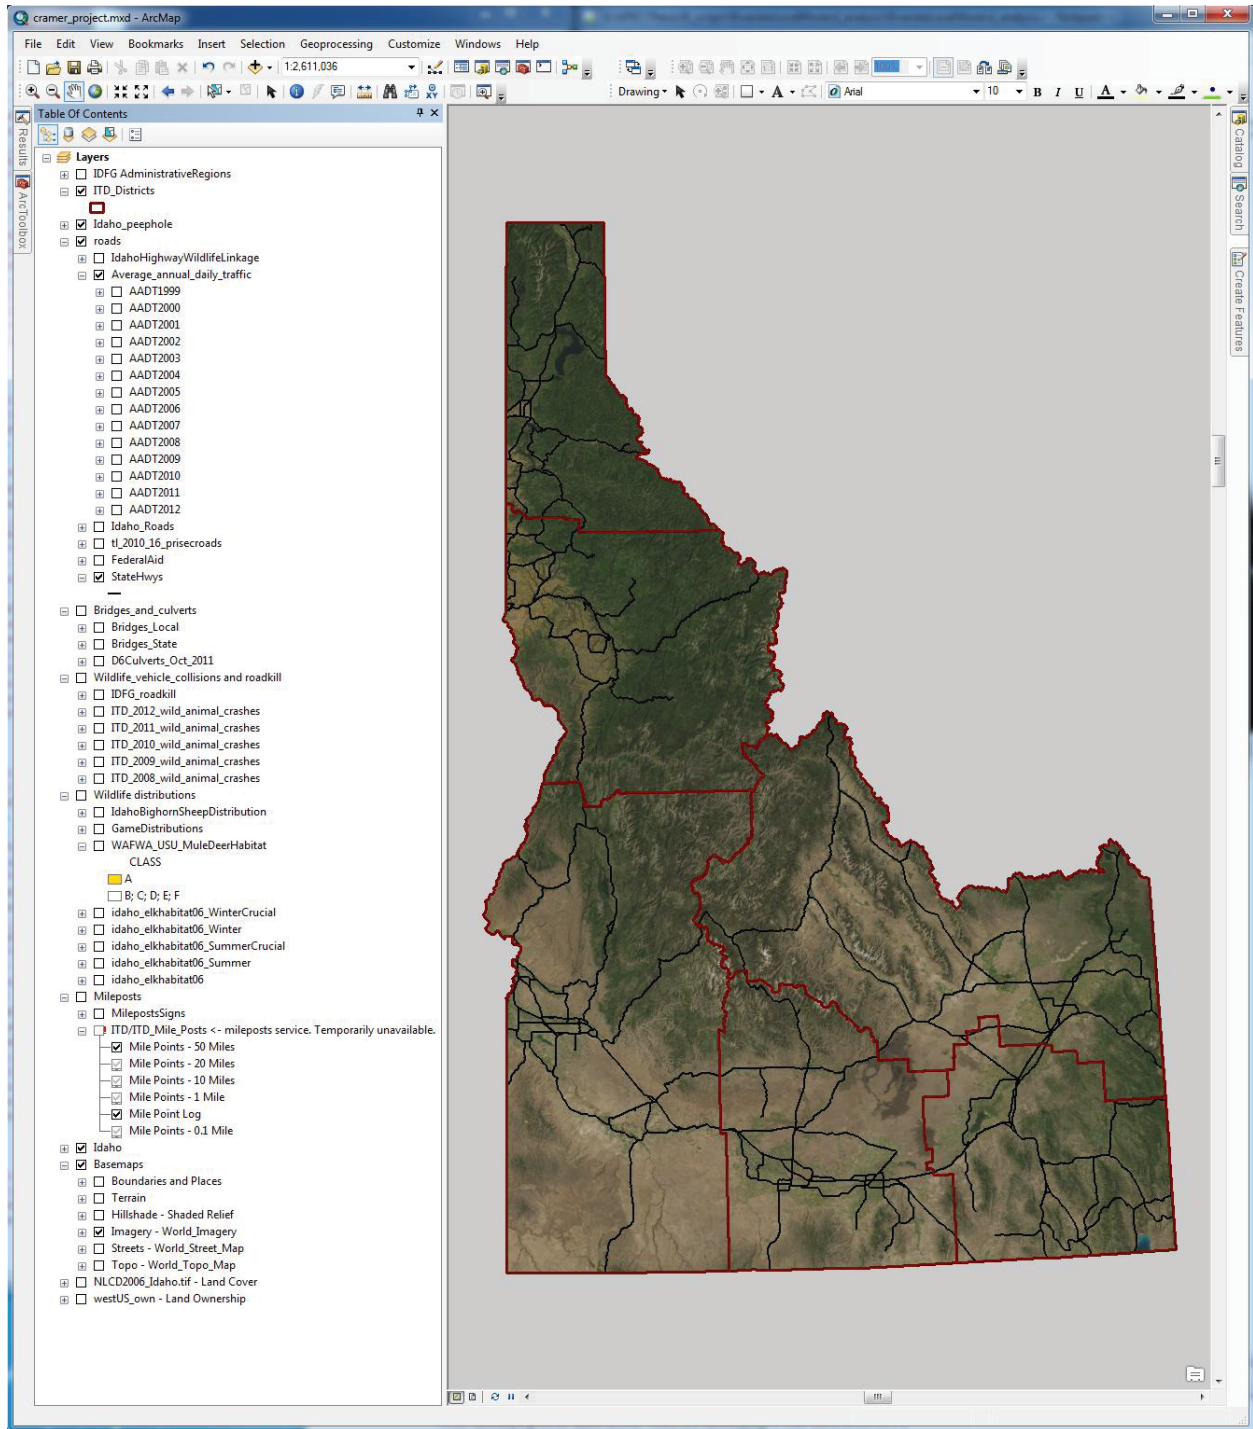 cramer_project.mxd - ArcMap
File Edit View Bookmarks Insert Selection Geoprocessing Customize Windows Help
1:2,611,036
Drawing A Arial 10 B I U A
Table Of Contents
Results
ArcToolbox
Catalog
Search
Create Features
Layers
IDFG AdministrativeRegions
ITD_Districts
Idaho_peephole
roads
IdahoHighwayWildlifeLinkage
Average_annual_daily_traffic
AADT1999
AADT2000
AADT2001
AADT2002
AADT2003
AADT2004
AADT2005
AADT2006
AADT2007
AADT2008
AADT2009
AADT2010
AADT2011
AADT2012
Idaho_Roads
tl_2010_16_prisecroads
FederalAid
StateHwys
Bridges_and_culverts
Bridges_Local
Bridges_State
D6Culverts_Oct_2011
Wildlife_vehicle_collisions and roadkill
IDFG_roadkill
ITD_2012_wild_animal_crashes
ITD_2011_wild_animal_crashes
ITD_2010_wild_animal_crashes
ITD_2009_wild_animal_crashes
ITD_2008_wild_animal_crashes
Wildlife distributions
IdahoBighornSheepDistribution
GameDistributions
WAFWA_USU_MuleDeerHabitat
CLASS
A
B; C; D; E; F
idaho_elkhabitat06_WinterCrucial
idaho_elkhabitat06_Winter
idaho_elkhabitat06_SummerCrucial
idaho_elkhabitat06_Summer
idaho_elkhabitat06
Mileposts
MilepostsSigns
ITD/ITD_Mile_Posts <- mileposts service. Temporarily unavailable.
Mile Points - 50 Miles
Mile Points - 20 Miles
Mile Points - 10 Miles
Mile Points - 1 Mile
Mile Point Log
Mile Points - 0.1 Mile
Idaho
Basemaps
Boundaries and Places
Terrain
Hillshade - Shaded Relief
Imagery - World_Imagery
Streets - World_Street_Map
Topo - World_Topo_Map
NLCD2006_Idaho.tif - Land Cover
westUS_own - Land Ownership